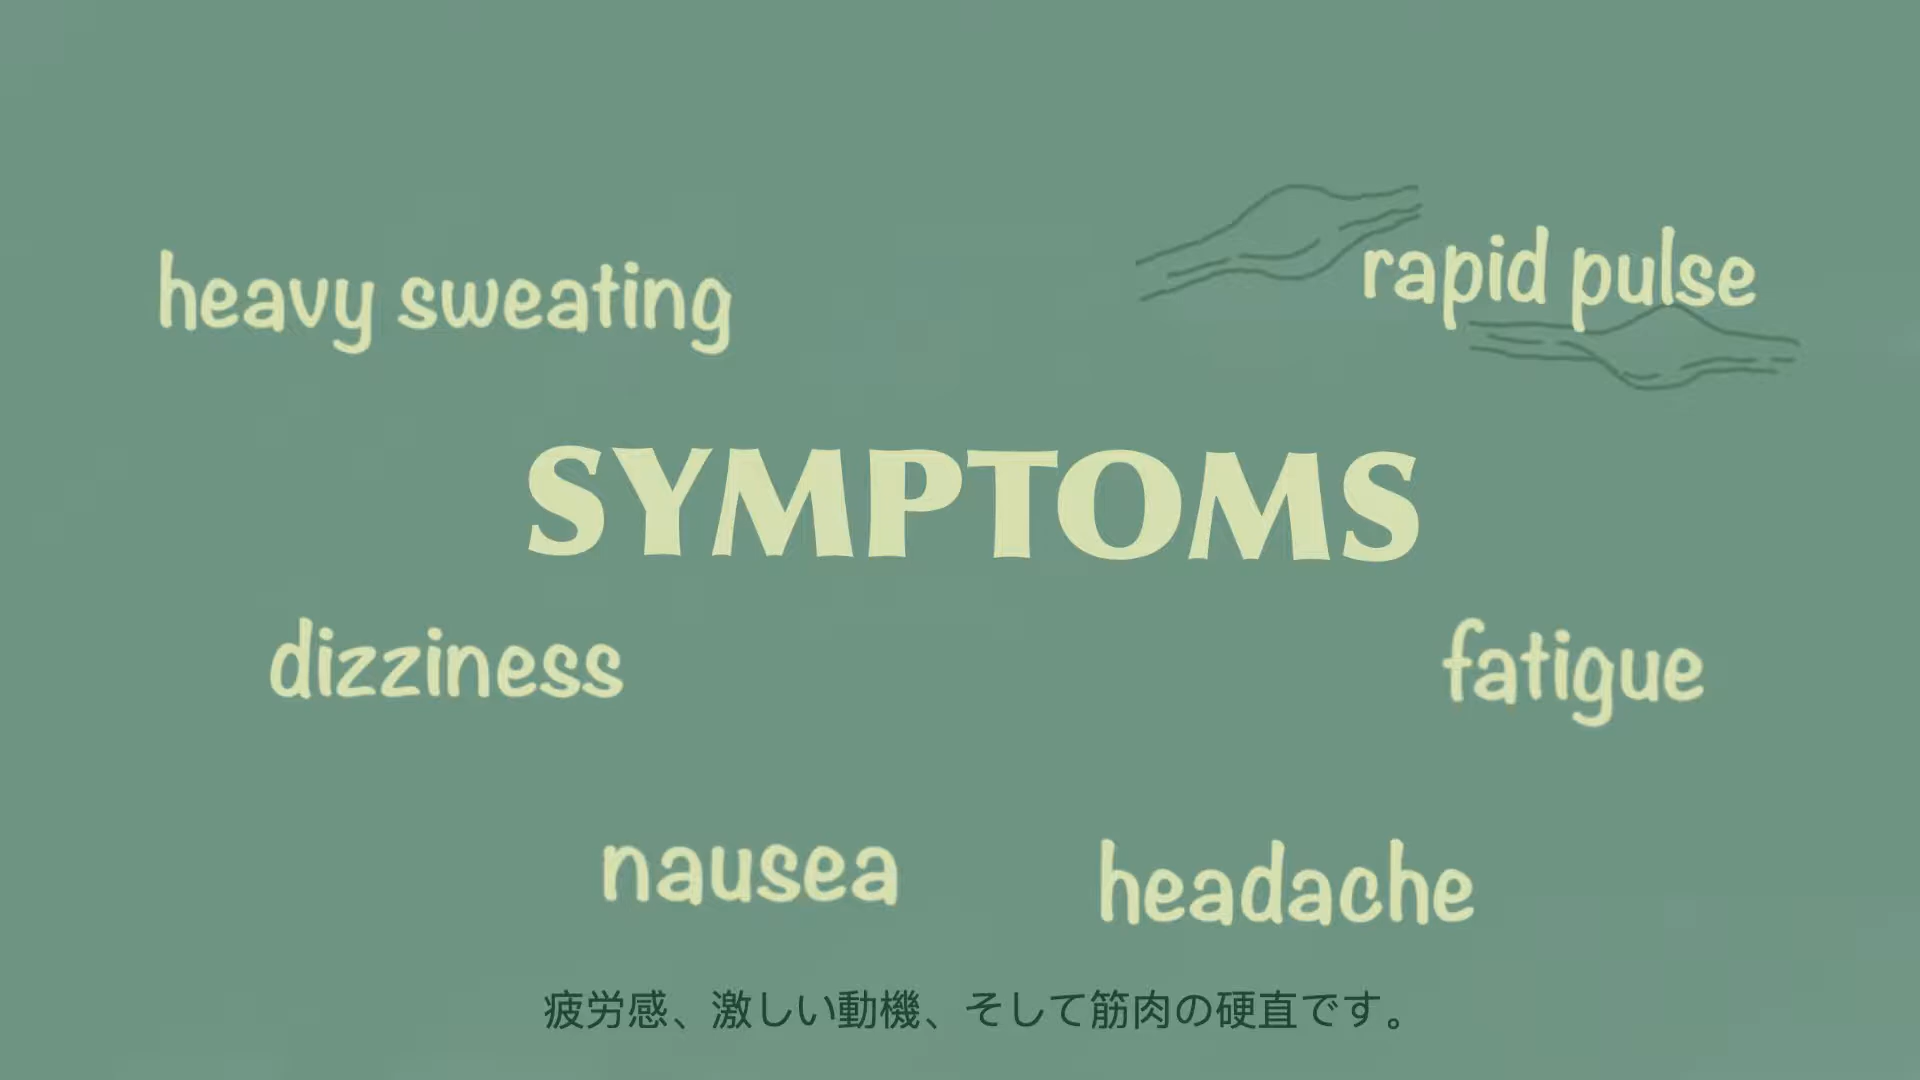 heavy sweating
rapid pulse
SYMPTOMS
dizziness
fatigue
nausea
headache
疲労感、激しい動機、そして筋肉の硬直です。